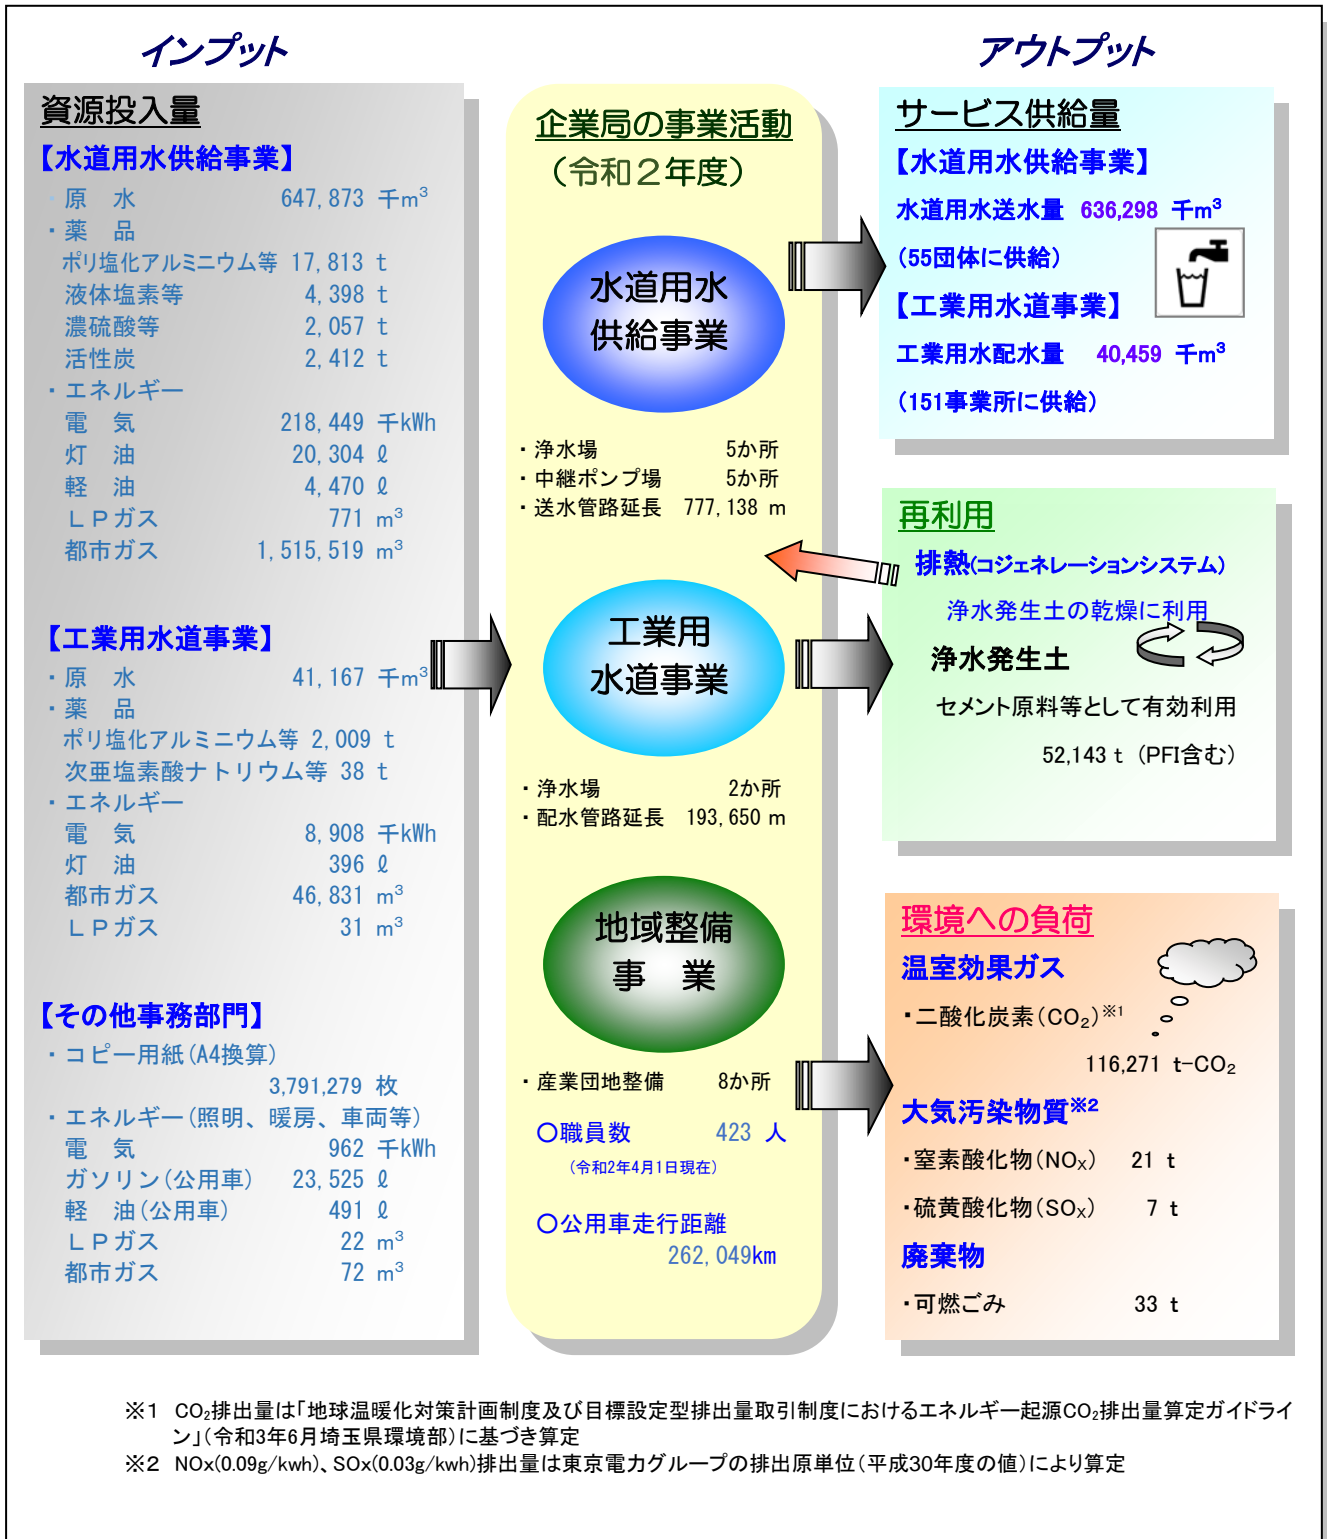 インプット
資源投入量
【水道用水供給事業】
・原　水　647,873 千m³
・薬　品
ポリ塩化アルミニウム等 17,813 t
液体塩素等　4,398 t
濃硫酸等　2,057 t
活性炭　2,412 t
・エネルギー
電　気　218,449 千kWh
灯　油　20,304 ℓ
軽　油　4,470 ℓ
ＬＰガス　771 m³
都市ガス　1,515,519 m³
【工業用水道事業】
・原　水　41,167 千m³
・薬　品
ポリ塩化アルミニウム等 2,009 t
次亜塩素酸ナトリウム等 38 t
・エネルギー
電　気　8,908 千kWh
灯　油　396 ℓ
都市ガス　46,831 m³
ＬＰガス　31 m³
【その他事務部門】
・コピー用紙(A4換算)
3,791,279 枚
・エネルギー(照明、暖房、車両等)
電　気　962 千kWh
ガソリン(公用車)　23,525 ℓ
軽　油(公用車)　491 ℓ
ＬＰガス　22 m³
都市ガス　72 m³
企業局の事業活動
（令和２年度）
水道用水
供給事業
・浄水場　5か所
・中継ポンプ場　5か所
・送水管路延長　777,138 m
工業用
水道事業
・浄水場　2か所
・配水管路延長　193,650 m
地域整備
事　業
・産業団地整備　8か所
〇職員数　423 人
（令和2年4月1日現在）
〇公用車走行距離
262,049km
アウトプット
サービス供給量
【水道用水供給事業】
水道用水送水量　636,298 千m³
(55団体に供給)
【工業用水道事業】
工業用水配水量　40,459 千m³
(151事業所に供給)
再利用
排熱(コジェネレーションシステム)
浄水発生土の乾燥に利用
浄水発生土
セメント原料等として有効利用
52,143 t (PFI含む)
環境への負荷
温室効果ガス
・二酸化炭素(CO₂)※1
116,271 t-CO₂
大気汚染物質※2
・窒素酸化物(NOx)　21 t
・硫黄酸化物(SOx)　7 t
廃棄物
・可燃ごみ　33 t
※1　CO₂排出量は「地球温暖化対策計画制度及び目標設定型排出量取引制度におけるエネルギー起源CO₂排出量算定ガイドライ
ン」(令和3年6月埼玉県環境部)に基づき算定
※2　NOx(0.09g/kwh)、SOx(0.03g/kwh)排出量は東京電力グループの排出原単位(平成30年度の値)により算定